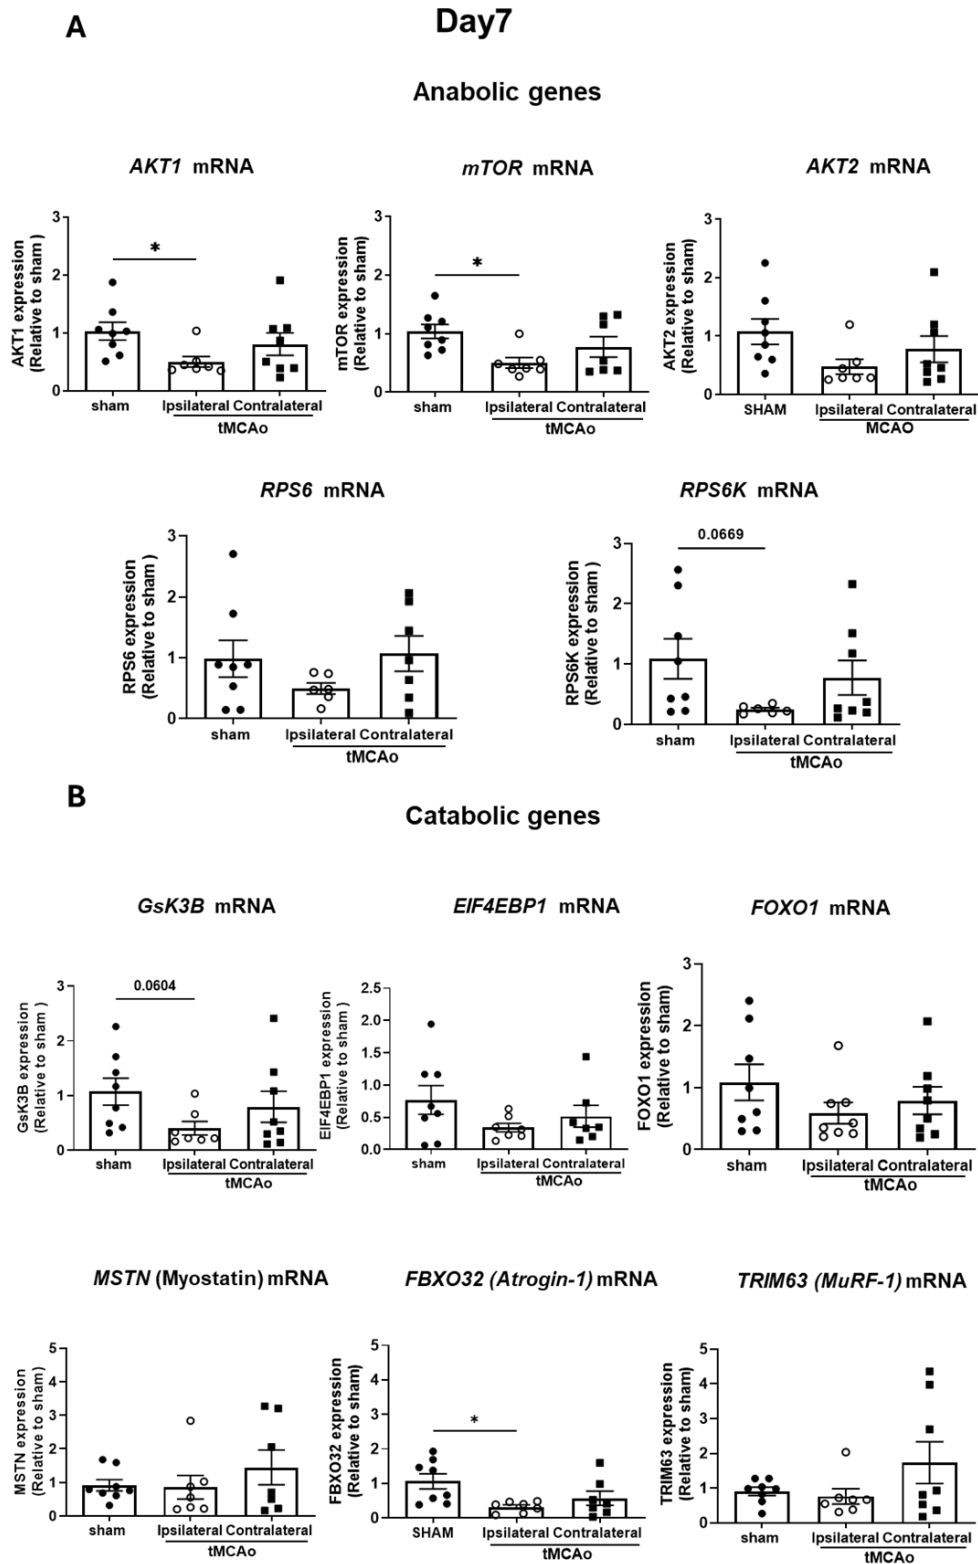 A
Day7
Anabolic genes
AKT1 mRNA
mTOR mRNA
AKT2 mRNA
AKT1 expression
(Relative to sham )
3
2
1
0
*
sham
Ipsilateral Contralateral
tMCAo
mTOR expression
(Relative to sham)
3
2
1
0
*
sham
Ipsilateral Contralateral
tMCAo
AKT2 expression
(Relative to sham)
3
2
1
0
SHAM
Ipsilateral Contralateral
MCAO
RPS6 mRNA
RPS6K mRNA
RPS6 expression
(Relative to sham )
3
2
1
0
sham
Ipsilateral Contralateral
tMCAo
RPS6K expression
(Relative to sham )
3
2
1
0
0.0669
sham
Ipsilateral Contralateral
tMCAo
B
Catabolic genes
GsK3B mRNA
EIF4EBP1 mRNA
FOXO1 mRNA
GsK3B expression
(Relative to sham )
3
2
1
0
0.0604
sham
Ipsilateral Contralateral
tMCAo
EIF4EBP1 expression
(Relative to sham )
2.5
2.0
1.5
1.0
0.5
0.0
sham
Ipsilateral Contralateral
tMCAo
FOXO1 expression
(Relative to sham)
3
2
1
0
sham
Ipsilateral Contralateral
tMCAo
MSTN (Myostatin) mRNA
FBXO32 (Atrogin-1) mRNA
TRIM63 (MuRF-1) mRNA
MSTN expression
(Relative to sham)
5
4
3
2
1
0
sham
Ipsilateral Contralateral
tMCAo
FBXO32 expression
(Relative to sham)
5
4
3
2
1
0
*
SHAM
Ipsilateral Contralateral
tMCAo
TRIM63 expression
(Relative to sham)
5
4
3
2
1
0
sham
Ipsilateral Contralateral
tMCAo